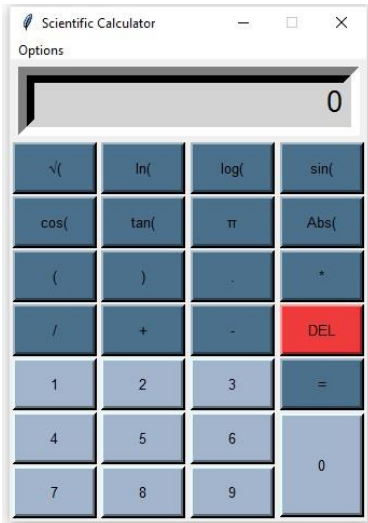 Scientific Calculator
Options
0
√( ln( log( sin(
cos( tan( π Abs(
( ) . *
/ + - DEL
1 2 3 =
4 5 6 0
7 8 9